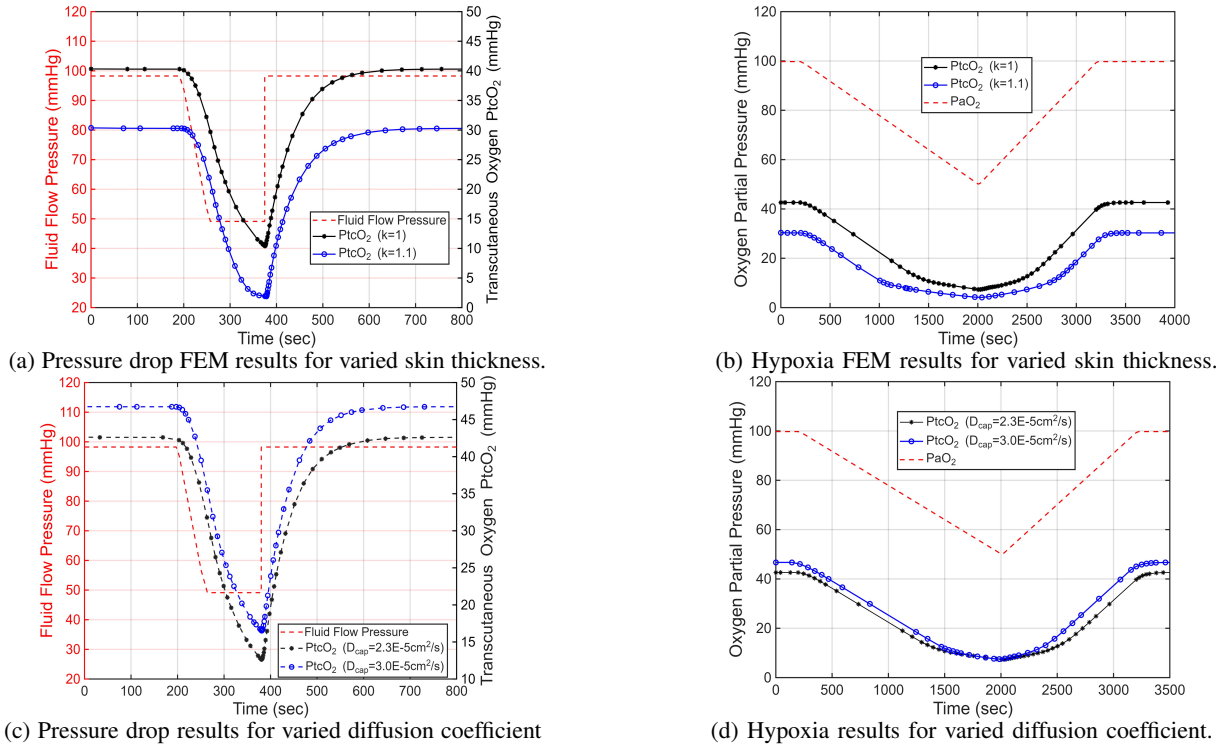 120
100
90
80
70
60
50
40
30
20
110
0 100 200 300 400 500 600 700 800
50
45
40
35
30
25
20
15
10
5
0
Fluid Flow Pressure (mmHg)
Transcutaneous Oxygen PtcO2 (mmHg)
Time (sec)
Fluid Flow Pressure
PtcO2 (k=1)
PtcO2 (k=1.1)
(a) Pressure drop FEM results for varied skin thickness.
120
100
80
60
40
20
0
0 500 1000 1500 2000 2500 3000 3500 4000
Oxygen Partial Pressure (mmHg)
Time (sec)
PtcO2 (k=1)
PtcO2 (k=1.1)
PaO2
(b) Hypoxia FEM results for varied skin thickness.
120
110
100
90
80
70
60
50
40
30
20
0 100 200 300 400 500 600 700 800
50
45
40
35
30
25
20
15
10
Fluid Flow Pressure (mmHg)
Transcutaneous Oxygen PtcO2 (mmHg)
Time (sec)
Fluid Flow Pressure
PtcO2 (Dcap=2.3E-5cm²/s)
PtcO2 (Dcap=3.0E-5cm²/s)
(c) Pressure drop results for varied diffusion coefficient
120
100
80
60
40
20
0
0 500 1000 1500 2000 2500 3000 3500
Oxygen Partial Pressure (mmHg)
Time (sec)
PtcO2 (Dcap=2.3E-5cm²/s)
PtcO2 (Dcap=3.0E-5cm²/s)
PaO2
(d) Hypoxia results for varied diffusion coefficient.